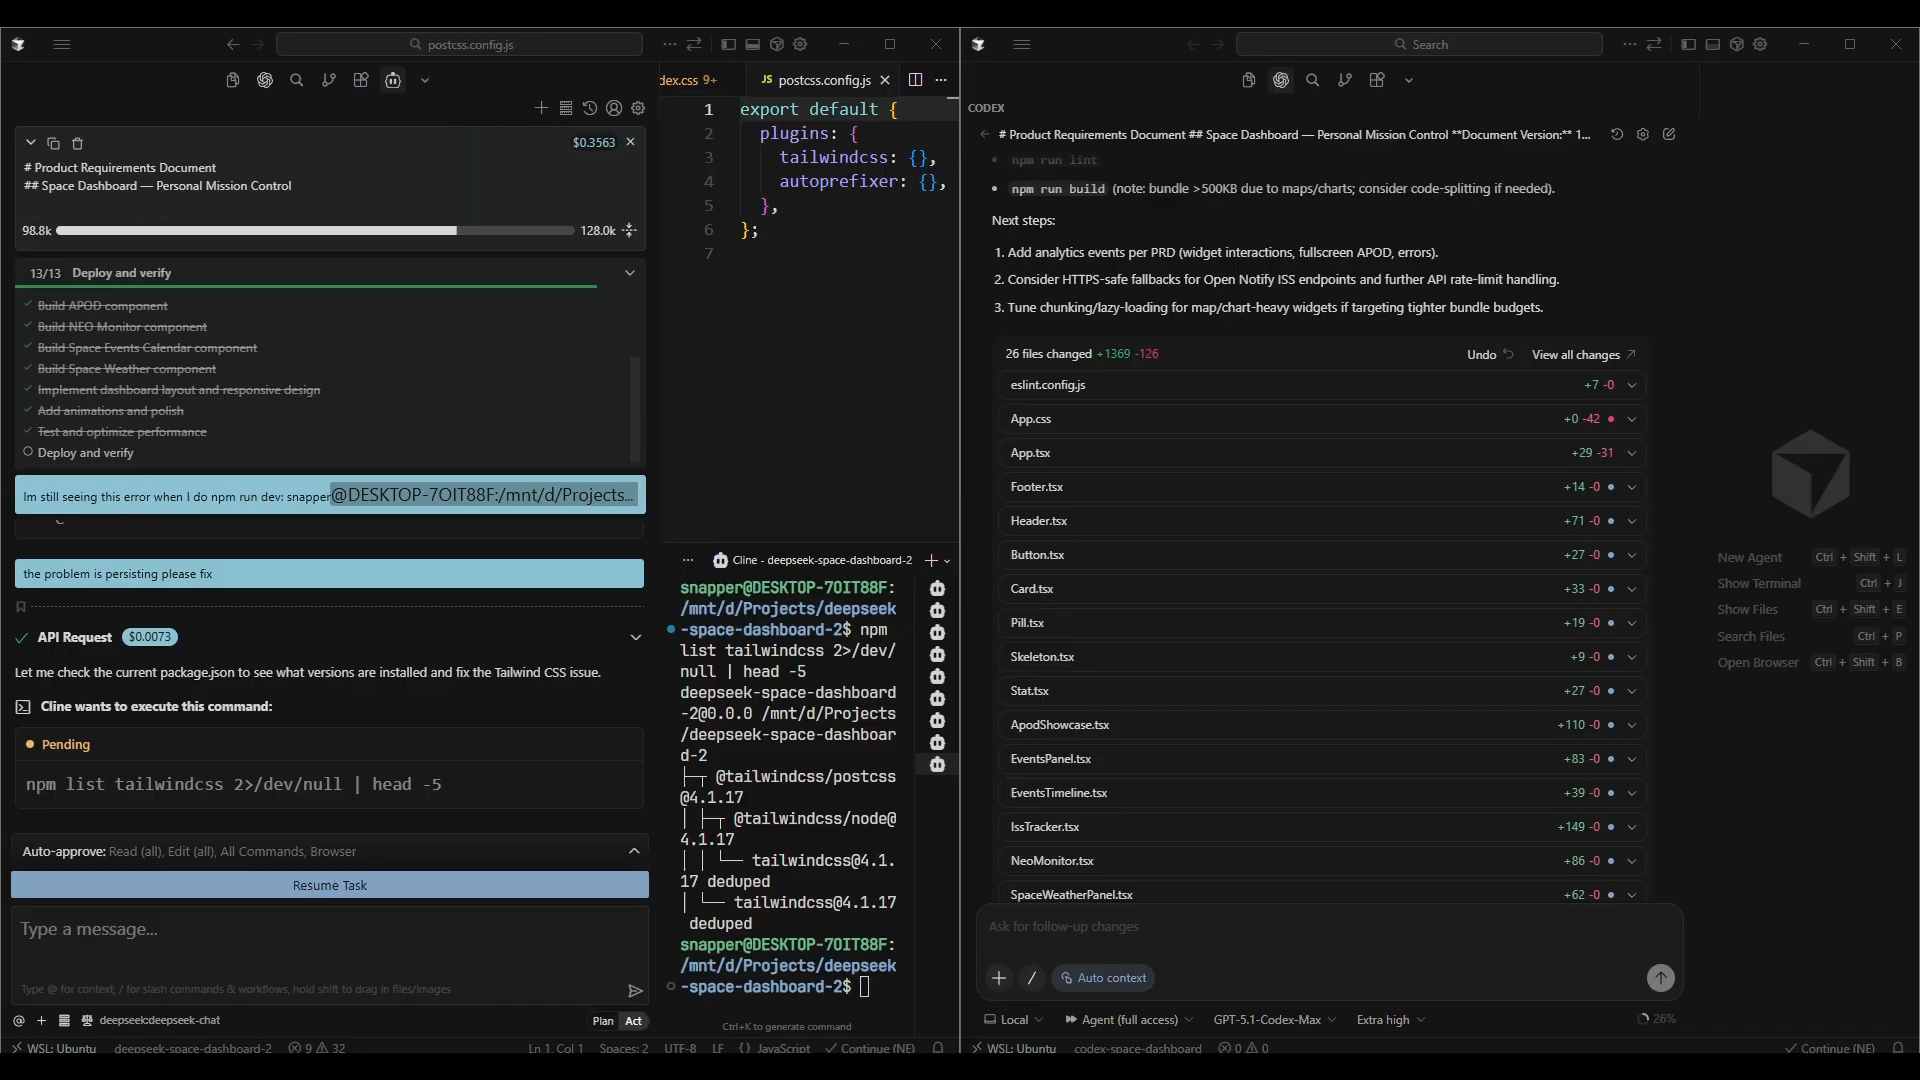 postcss.config.js
$0.3563
# Product Requirements Document
## Space Dashboard — Personal Mission Control
98.8k
128.0k
13/13 Deploy and verify
Build APOD component
Build NEO Monitor component
Build Space Events Calendar component
Build Space Weather component
Implement dashboard layout and responsive design
Add animations and polish
Test and optimize performance
Deploy and verify
Im still seeing this error when I do npm run dev: snapper@DESKTOP-7OIT88F:/mnt/d/Projects...
the problem is persisting please fix
API Request $0.0073
Let me check the current package.json to see what versions are installed and fix the Tailwind CSS issue.
Cline wants to execute this command:
Pending
npm list tailwindcss 2>/dev/null | head -5
Auto-approve: Read (all), Edit (all), All Commands, Browser
Resume Task
Type a message...
Type @ for context, / for slash commands & workflows, hold shift to drag in files/images
@ deepseek:deepseek-chat
Plan Act
WSL: Ubuntu deepseek-space-dashboard-2 9 32
dex.css 9+ JS postcss.config.js
1 export default {
2 plugins: {
3 tailwindcss: {},
4 autoprefixer: {},
5 },
6 };
7
Cline - deepseek-space-dashboard-2
snapper@DESKTOP-7OIT88F:
/mnt/d/Projects/deepseek
-space-dashboard-2$ npm
list tailwindcss 2>/dev/
null | head -5
deepseek-space-dashboard
-2@0.0.0 /mnt/d/Projects
/deepseek-space-dashboar
d-2
├─┬ @tailwindcss/postcss
@4.1.17
│ ├─┬ @tailwindcss/node@
4.1.17
│ │ └── tailwindcss@4.1.
17 deduped
│ └── tailwindcss@4.1.17
deduped
snapper@DESKTOP-7OIT88F:
/mnt/d/Projects/deepseek
-space-dashboard-2$
Ctrl+K to generate command
Ln 1, Col 1 Spaces: 2 UTF-8 LF {} JavaScript Continue (NE)
Search
CODEX
# Product Requirements Document ## Space Dashboard — Personal Mission Control **Document Version:** 1...
npm run lint
npm run build (note: bundle >500KB due to maps/charts; consider code-splitting if needed).
Next steps:
1. Add analytics events per PRD (widget interactions, fullscreen APOD, errors).
2. Consider HTTPS-safe fallbacks for Open Notify ISS endpoints and further API rate-limit handling.
3. Tune chunking/lazy-loading for map/chart-heavy widgets if targeting tighter bundle budgets.
26 files changed +1369 -126 Undo View all changes
eslint.config.js +7 -0
App.css +0 -42
App.tsx +29 -31
Footer.tsx +14 -0
Header.tsx +71 -0
Button.tsx +27 -0
Card.tsx +33 -0
Pill.tsx +19 -0
Skeleton.tsx +9 -0
Stat.tsx +27 -0
ApodShowcase.tsx +110 -0
EventsPanel.tsx +83 -0
EventsTimeline.tsx +39 -0
IssTracker.tsx +149 -0
NeoMonitor.tsx +86 -0
SpaceWeatherPanel.tsx +62 -0
Ask for follow-up changes
Auto context
Local Agent (full access) GPT-5.1-Codex-Max Extra high 26%
WSL: Ubuntu codex-space-dashboard 0 0
New Agent Ctrl + Shift + L
Show Terminal Ctrl + J
Show Files Ctrl + Shift + E
Search Files Ctrl + P
Open Browser Ctrl + Shift + B
Continue (NE)